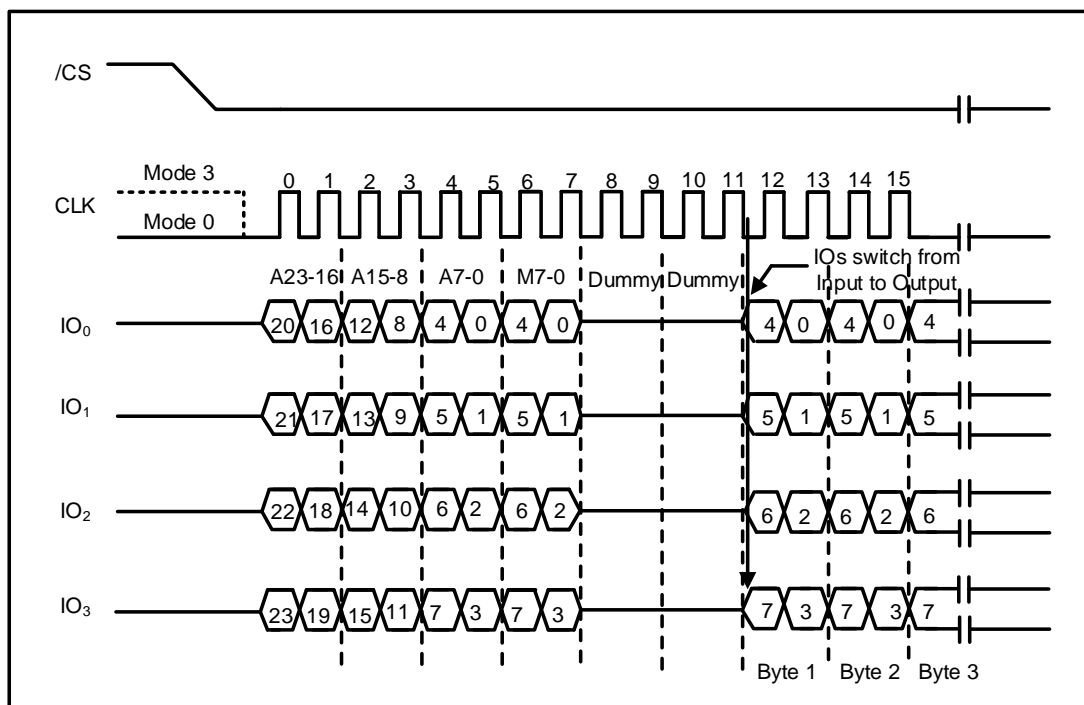 /CS
Mode 3
CLK
Mode 0
0 1 2 3 4 5 6 7 8 9 10 11 12 13 14 15
IOs switch from
Input to Output
A23-16 A15-8 A7-0 M7-0 Dummy Dummy
IO₀ 20 16 12 8 4 0 4 0 4 0 4 0 4
IO₁ 21 17 13 9 5 1 5 1 5 1 5 1 5
IO₂ 22 18 14 10 6 2 6 2 6 2 6 2 6
IO₃ 23 19 15 11 7 3 7 3 7 3 7 3 7
Byte 1 Byte 2 Byte 3